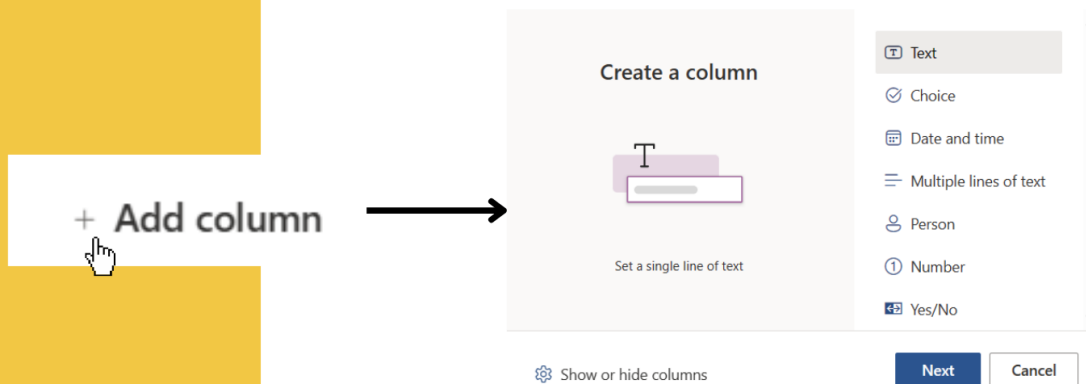 + Add column
Create a column
Set a single line of text
Text
Choice
Date and time
Multiple lines of text
Person
Number
Yes/No
Show or hide columns
Next
Cancel